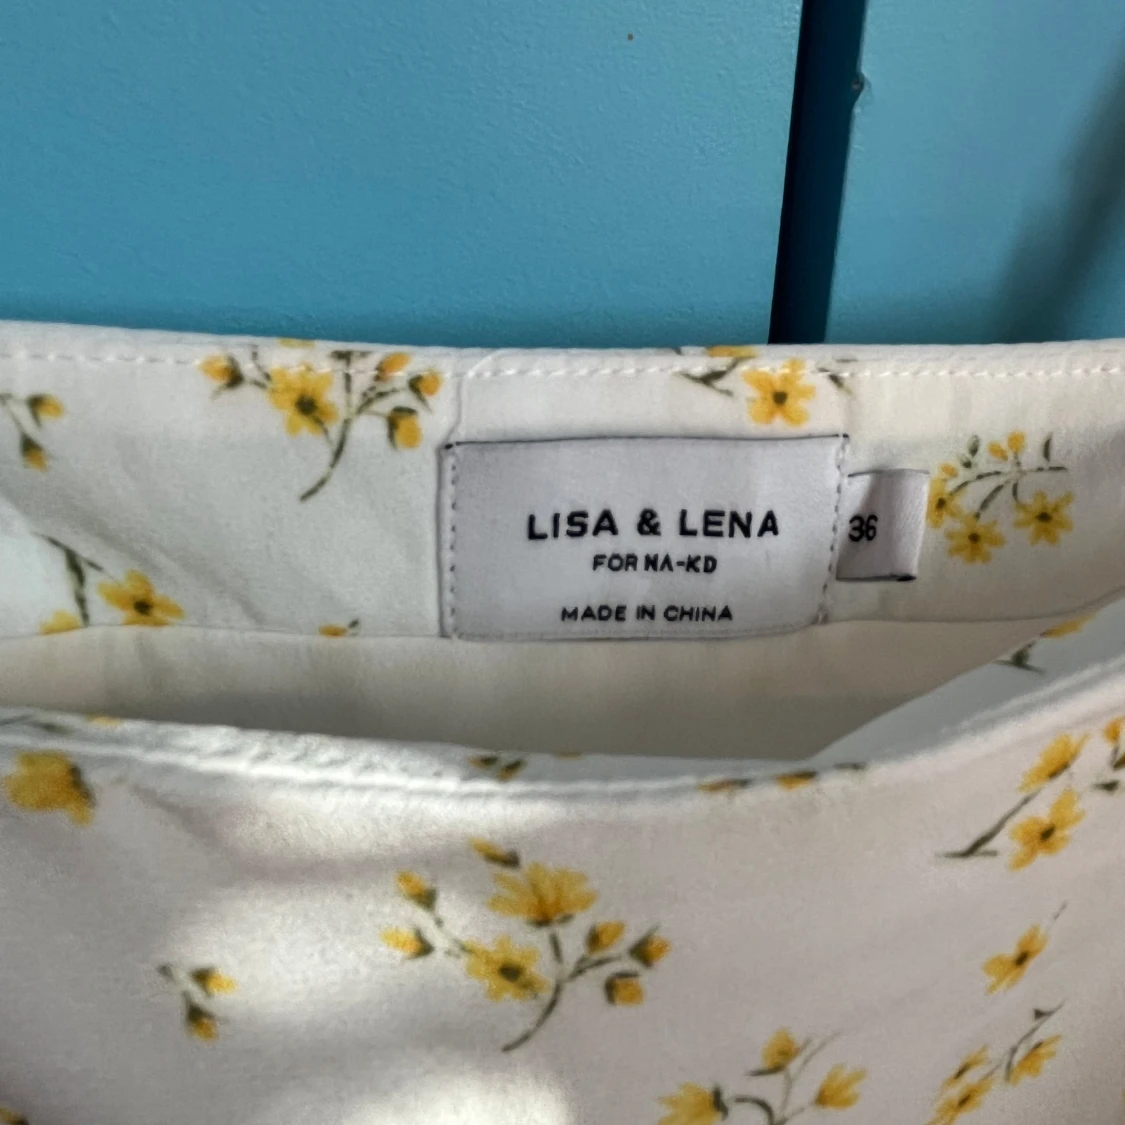 LISA & LENA
FOR NA-KD
MADE IN CHINA
36